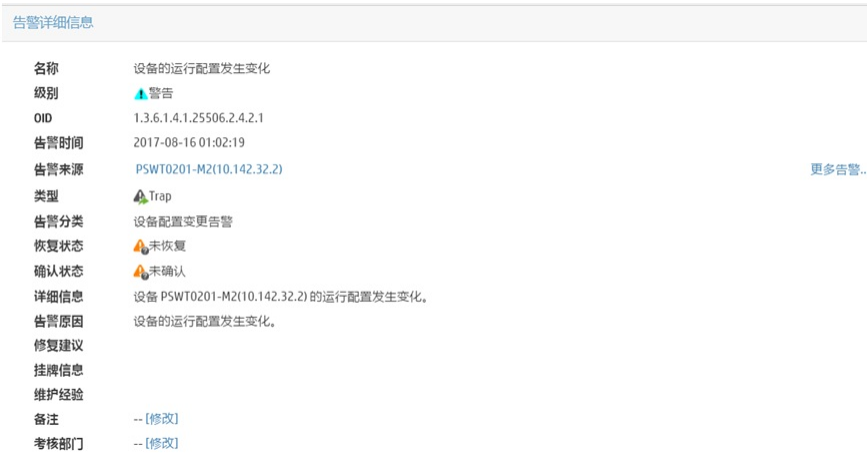 告警详细信息
名称 设备的运行配置发生变化
级别 警告
OID 1.3.6.1.4.1.25506.2.4.2.1
告警时间 2017-08-16 01:02:19
告警来源 PSWT0201-M2(10.142.32.2) 更多告警...
类型 Trap
告警分类 设备配置变更告警
恢复状态 未恢复
确认状态 未确认
详细信息 设备 PSWT0201-M2(10.142.32.2) 的运行配置发生变化。
告警原因 设备的运行配置发生变化。
修复建议
挂牌信息
维护经验
备注 -- [修改]
考核部门 -- [修改]